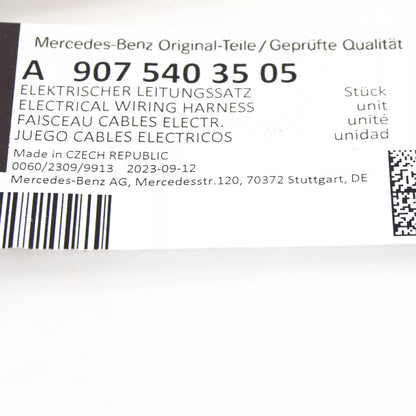 Mercedes-Benz Original-Teile/Geprüfte Qualität
A 907 540 35 05
ELEKTRISCHER LEITUNGSSATZ Stück
ELECTRICAL WIRING HARNESS unit
FAISCEAU CABLES ELECTR. unité
JUEGO CABLES ELECTRICOS unidad
Made in CZECH REPUBLIC
0060/2309/9913 2023-09-12
Mercedes-Benz AG, Mercedesstr.120, 70372 Stuttgart, DE